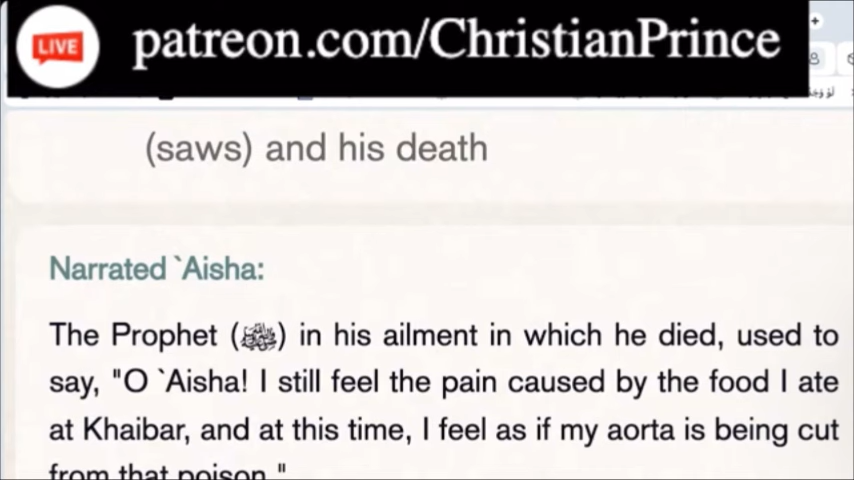 LIVE
patreon.com/ChristianPrince
(saws) and his death
Narrated `Aisha:
The Prophet (ﷺ) in his ailment in which he died, used to
say, "O `Aisha! I still feel the pain caused by the food I ate
at Khaibar, and at this time, I feel as if my aorta is being cut
from that poison."